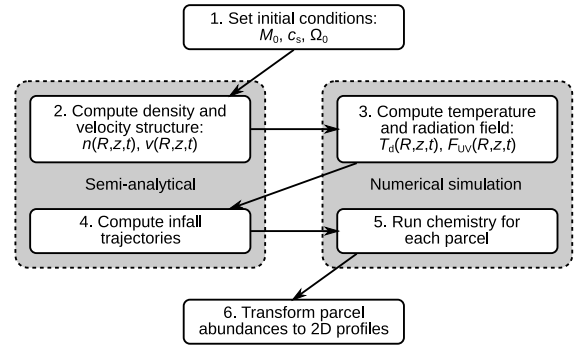 1. Set initial conditions:
M₀, cₛ, Ω₀
2. Compute density and
velocity structure:
n(R,z,t), v(R,z,t)
3. Compute temperature
and radiation field:
T_d(R,z,t), F_UV(R,z,t)
Semi-analytical
Numerical simulation
4. Compute infall
trajectories
5. Run chemistry for
each parcel
6. Transform parcel
abundances to 2D profiles